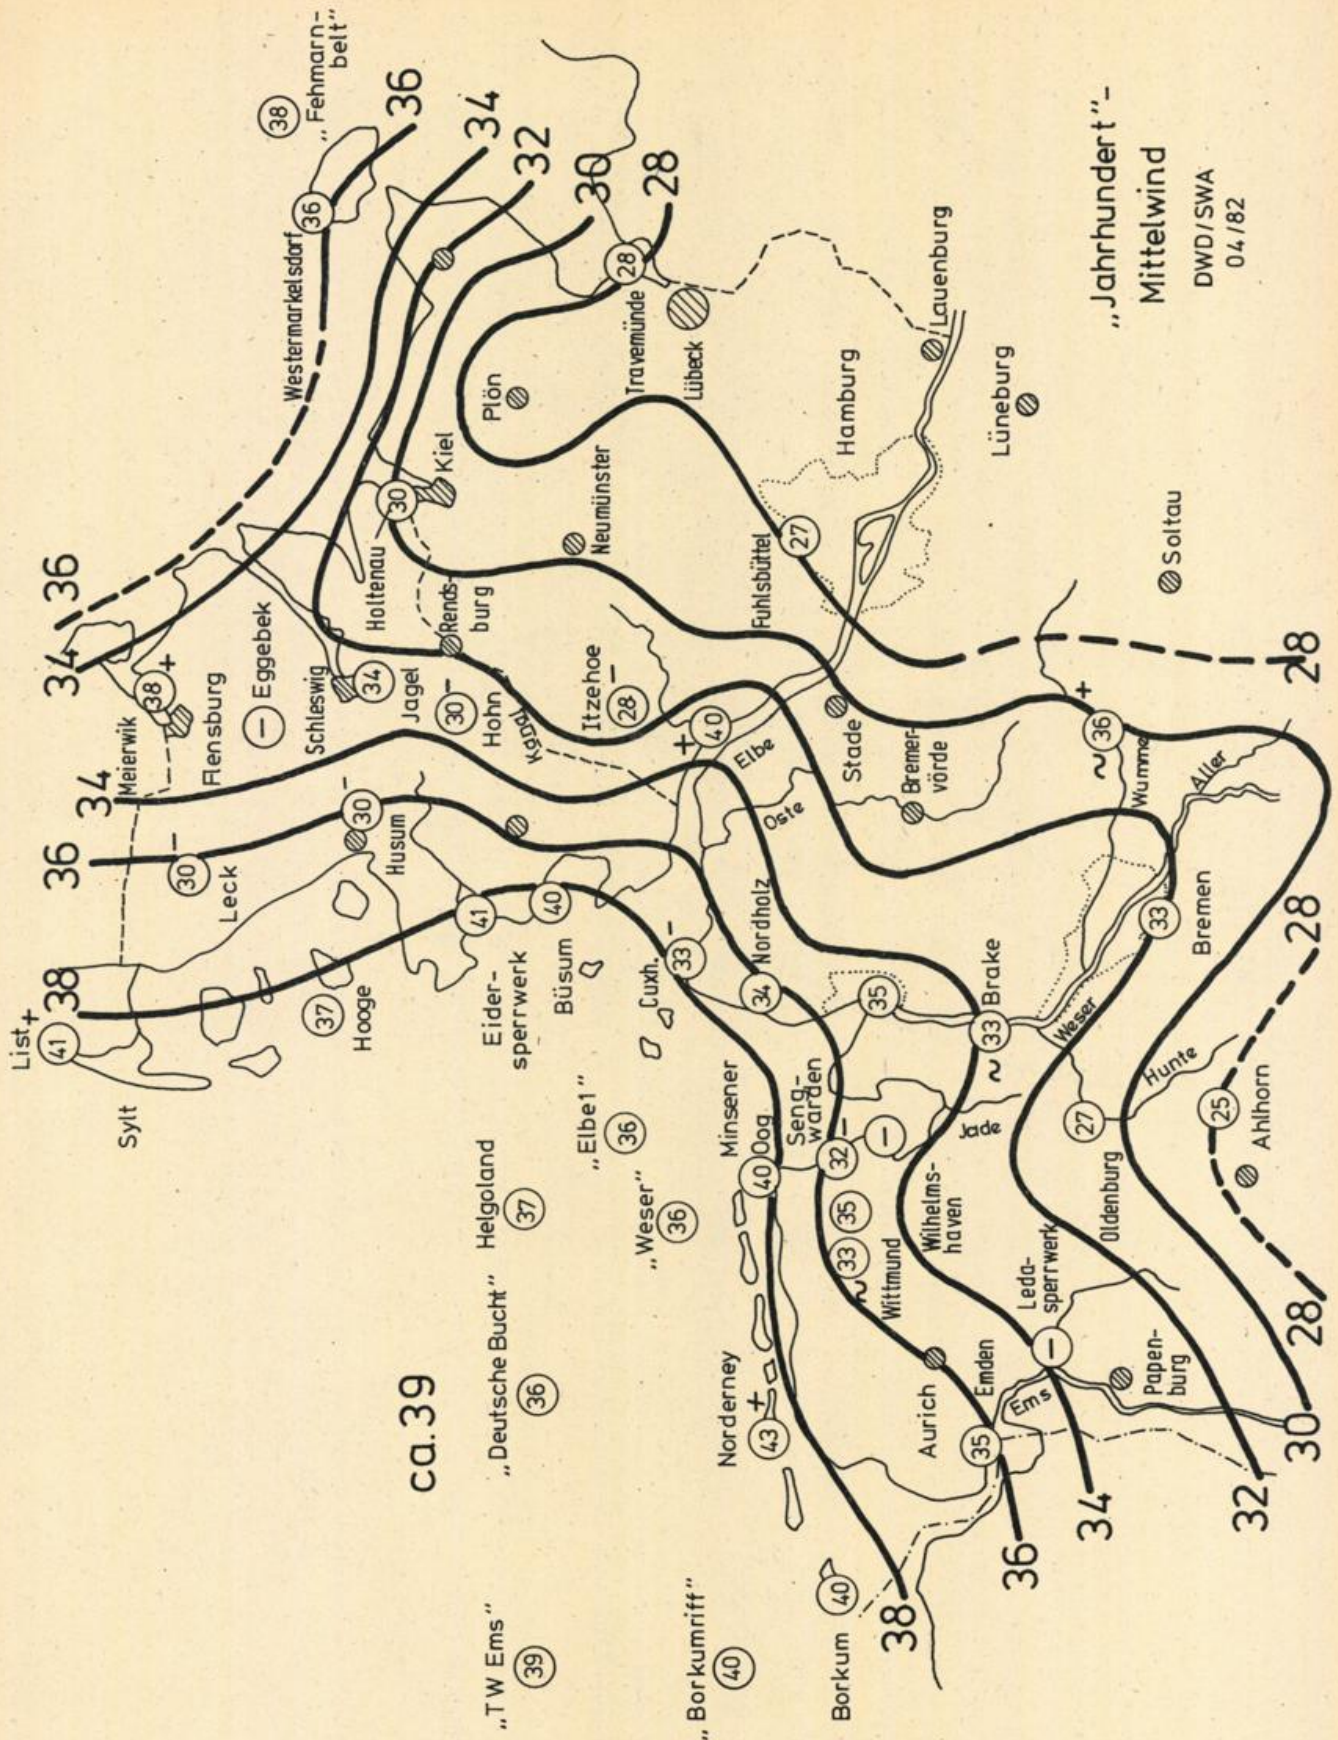 List +
41
38
36
34
34
36
Sylt
30 –
Leck
Meierwik
38 +
Flensburg
– Eggebek
Schleswig
34
Jagel
37
Hooge
30 –
Husum
30 –
Hohn
Holtenau
30
Kiel
Rends-
burg
Kanal
Westermarkelsdorf
36
38
„Fehmarn-
belt"
36
34
32
30
28
Plön
Neumünster
Travemünde
28
Lübeck
41
Eider-
sperrwerk
40
Büsum
Itzehoe
28 –
Helgoland
37
„Elbe1"
36
„Weser"
36
„Deutsche Bucht"
36
ca.39
„TW Ems"
39
„Borkumriff"
40
Borkum
40
38
Norderney
43 +
Minsener
Oog
40
Cuxh.
33 –
Nordholz
34
35
+
40
Elbe
Oste
Stade
Bremer-
vörde
Fuhlsbüttel
27
Hamburg
Lauenburg
Lüneburg
Soltau
Seng-
warden
32 –
–
35
~ 33
Wittmund
Wilhelms-
haven
Jade
Brake
~ 33
Weser
33
Bremen
Aller
Wümme
~ 36 +
Hunte
27
Oldenburg
25
Ahlhorn
Aurich
Emden
35
Ems
Leda-
sperrwerk
–
Papen-
burg
36
34
32
30
28
28
28
„Jahrhundert"-
Mittelwind
DWD/SWA
04/82